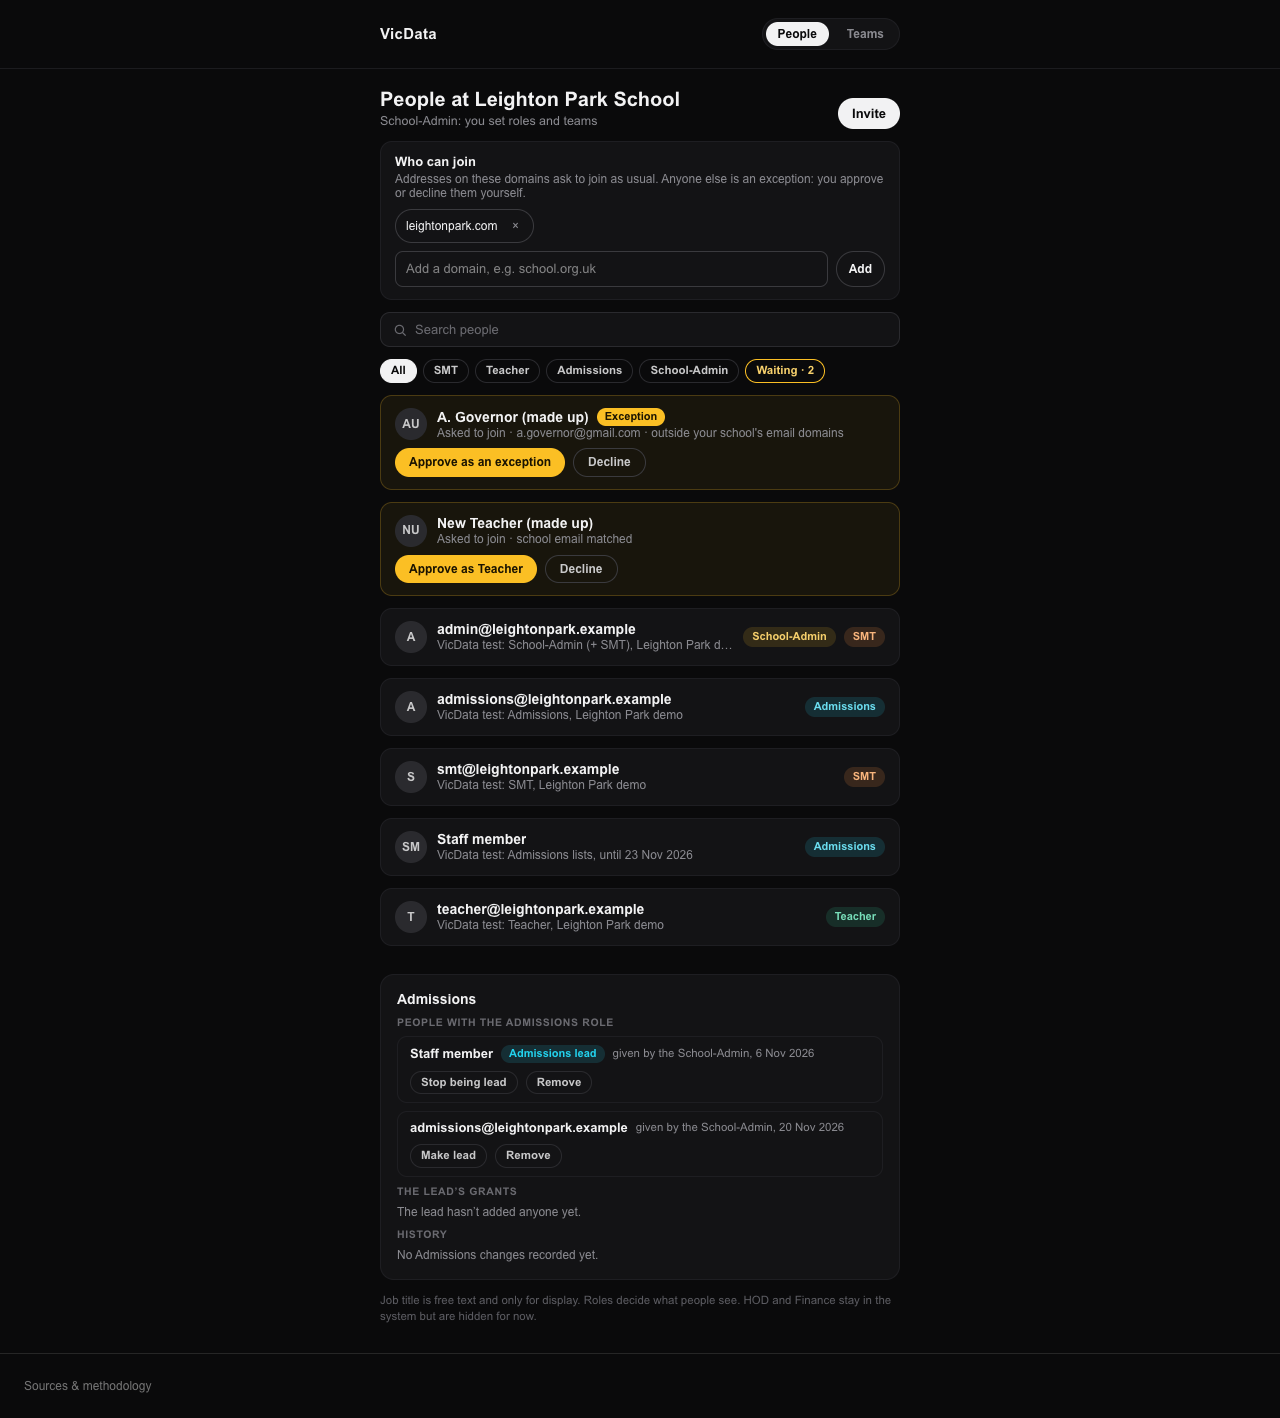 VicData
People
Teams
People at Leighton Park School
School-Admin: you set roles and teams
Invite
Who can join
Addresses on these domains ask to join as usual. Anyone else is an exception: you approve
or decline them yourself.
leightonpark.com ×
Add a domain, e.g. school.org.uk
Add
Search people
All
SMT
Teacher
Admissions
School-Admin
Waiting · 2
AU
A. Governor (made up) Exception
Asked to join · a.governor@gmail.com · outside your school's email domains
Approve as an exception
Decline
NU
New Teacher (made up)
Asked to join · school email matched
Approve as Teacher
Decline
A
admin@leightonpark.example
VicData test: School-Admin (+ SMT), Leighton Park d…
School-Admin
SMT
A
admissions@leightonpark.example
VicData test: Admissions, Leighton Park demo
Admissions
S
smt@leightonpark.example
VicData test: SMT, Leighton Park demo
SMT
SM
Staff member
VicData test: Admissions lists, until 23 Nov 2026
Admissions
T
teacher@leightonpark.example
VicData test: Teacher, Leighton Park demo
Teacher
Admissions
PEOPLE WITH THE ADMISSIONS ROLE
Staff member Admissions lead given by the School-Admin, 6 Nov 2026
Stop being lead
Remove
admissions@leightonpark.example given by the School-Admin, 20 Nov 2026
Make lead
Remove
THE LEAD'S GRANTS
The lead hasn't added anyone yet.
HISTORY
No Admissions changes recorded yet.
Job title is free text and only for display. Roles decide what people see. HOD and Finance stay in the
system but are hidden for now.
Sources & methodology